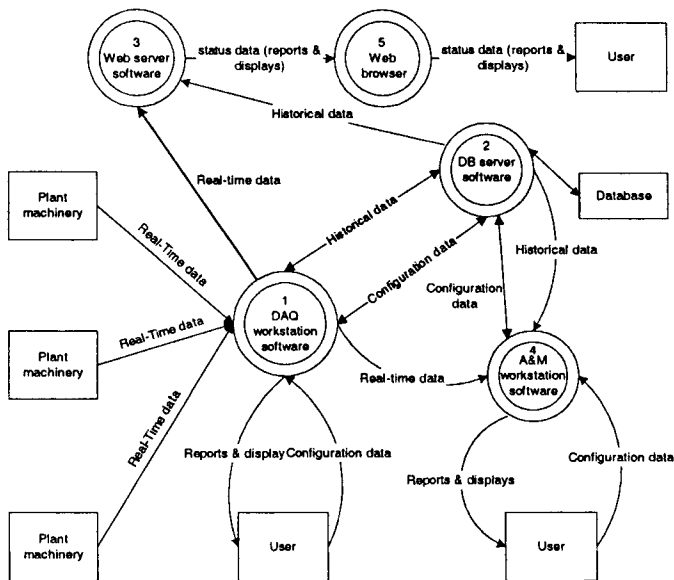 3
Web server
software
status data (reports &
displays)
5
Web
browser
status data (reports &
displays)
User
Historical data
2
DB server
software
Real-time data
Plant
machinery
Database
Historical data
Real-Time data
Configuration data
Historical data
Configuration
data
1
DAQ
workstation
software
Real-Time data
Plant
machinery
4
A&M
workstation
software
Real-time data
Real-Time data
Reports & display
Configuration data
Reports & displays
Configuration data
Plant
machinery
User
User